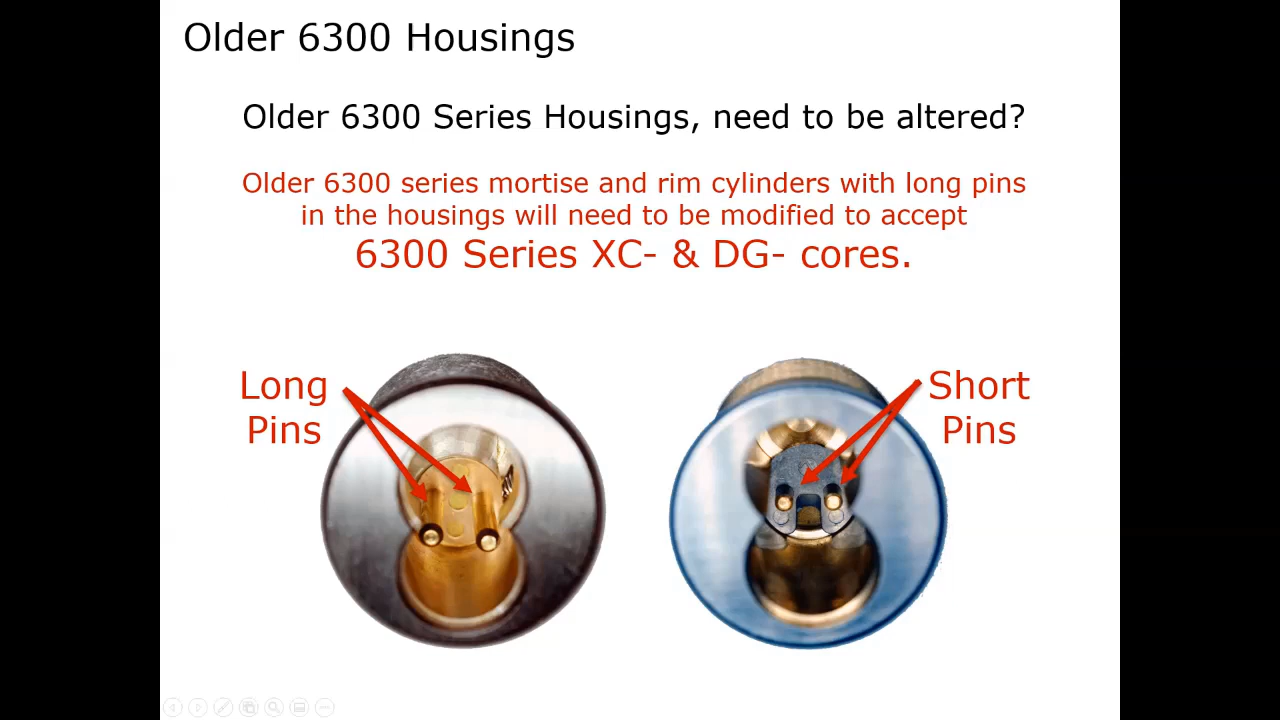 Older 6300 Housings
Older 6300 Series Housings, need to be altered?
Older 6300 series mortise and rim cylinders with long pins
in the housings will need to be modified to accept
6300 Series XC- & DG- cores.
Long
Pins
Short
Pins